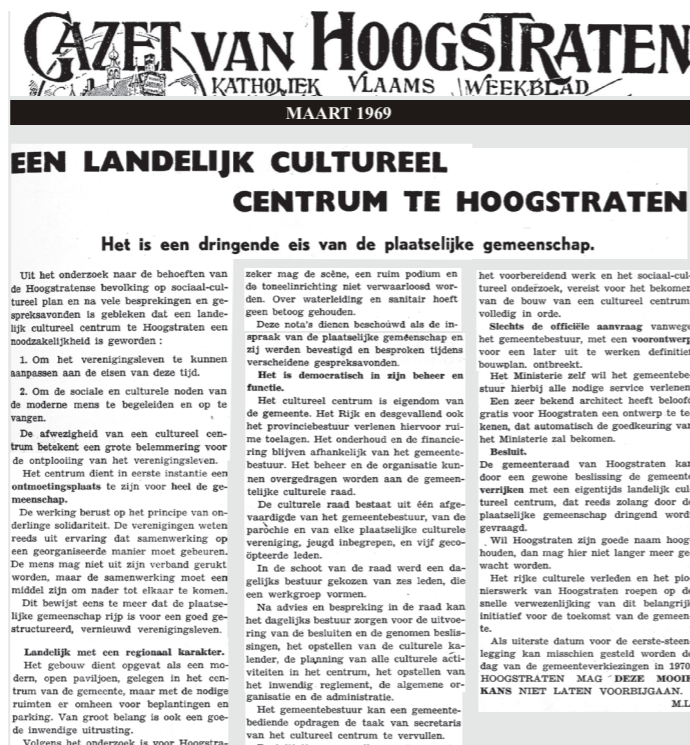 GAZET VAN HOOGSTRATEN
KATHOLIEK VLAAMS WEEKBLAD
MAART 1969
EEN LANDELIJK CULTUREEL
CENTRUM TE HOOGSTRATEN
Het is een dringende eis van de plaatselijke gemeenschap.
Uit het onderzoek naar de behoeften van
de Hoogstratense bevolking op sociaal-cul-
tureel plan en na vele besprekingen en ge-
spreksavonden is gebleken dat een lande-
lijk cultureel centrum te Hoogstraten een
noodzakelijkheid is geworden :
1. Om het verenigingsleven te kunnen
aanpassen aan de eisen van deze tijd.
2. Om de sociale en culturele noden van
de moderne mens te begeleiden en op te
vangen.
De afwezigheid van een cultureel cen-
trum betekent een grote belemmering voor
de ontplooiing van het verenigingsleven.
Het centrum dient in eerste instantie een
ontmoetingsplaats te zijn voor heel de ge-
meenschap.
De werking berust op het principe van on-
derlinge solidariteit. De verenigingen weten
reeds uit ervaring dat samenwerking op
een georganiseerde manier moet gebeuren.
De mens mag niet uit zijn verband gerukt
worden, maar de samenwerking moet een
middel zijn om nader tot elkaar te komen.
Dit bewijst eens te meer dat de plaatse-
lijke gemeenschap rijp is voor een goed ge-
structureerd, vernieuwd verenigingsleven.
Landelijk met een regionaal karakter.
Het gebouw dient opgevat als een mo-
dern, open paviljoen, gelegen in het cen-
trum van de gemeente, maar met de nodige
ruimten er omheen voor beplantingen en
parking. Van groot belang is ook een goe-
de inwendige uitrusting.
Volgens het onderzoek is voor Hoogstra-
zeker mag de scène, een ruim podium en
de toneelinrichting niet verwaarloosd wor-
den. Over waterleiding en sanitair hoeft
geen betoog gehouden.
Deze nota's dienen beschouwd als de in-
spraak van de plaatselijke gemeenschap en
zij werden bevestigd en besproken tijdens
verscheidene gespreksavonden.
Het is democratisch in zijn beheer en
functie.
Het cultureel centrum is eigendom van
de gemeente. Het Rijk en desgevallend ook
het provinciebestuur verlenen hiervoor rui-
me toelagen. Het onderhoud en de financie-
ring blijven afhankelijk van het gemeente-
bestuur. Het beheer en de organisatie kun-
nen overgedragen worden aan de gemeen-
telijke culturele raad.
De culturele raad bestaat uit één afge-
vaardigde van het gemeentebestuur, van de
parochie en van elke plaatselijke culturele
vereniging, jeugd inbegrepen, en vijf geco-
öpteerde leden.
In de schoot van de raad werd een da-
gelijks bestuur gekozen van zes leden, die
een werkgroep vormen.
Na advies en bespreking in de raad kan
het dagelijks bestuur zorgen voor de uitvoe-
ring van de besluiten en de genomen beslis-
singen, het opstellen van de culturele ka-
lender, de planning van alle culturele acti-
viteiten in het centrum, het opstellen van
het inwendig reglement, de algemene or-
ganisatie en de administratie.
Het gemeentebestuur kan een gemeente-
bediende opdragen de taak van secretaris
van het cultureel centrum te vervullen.
het voorbereidend werk en het sociaal-cul-
tureel onderzoek, vereist voor het bekomen
van de bouw van een cultureel centrum
volledig in orde.
Slechts de officiële aanvraag vanwege
het gemeentebestuur, met een voorontwerp
voor een later uit te werken definitief
bouwplan, ontbreekt.
Het Ministerie zelf wil het gemeentebe-
stuur hierbij alle nodige service verlenen
Een zeer bekend architect heeft beloofd
gratis voor Hoogstraten een ontwerp te te-
kenen, dat automatisch de goedkeuring van
het Ministerie zal bekomen.
Besluit.
De gemeenteraad van Hoogstraten kan
door een gewone beslissing de gemeente
verrijken met een eigentijds landelijk cul-
tureel centrum, dat reeds zolang door de
plaatselijke gemeenschap dringend wordt
gevraagd.
Wil Hoogstraten zijn goede naam hoog-
houden, dan mag hier niet langer meer ge-
wacht worden.
Het rijke culturele verleden en het pio-
nierswerk van Hoogstraten roepen op de
snelle verwezenlijking van dit belangrijk
initiatief voor de toekomst van de gemeen-
te.
Als uiterste datum voor de eerste-steen-
legging kan misschien gesteld worden de
dag van de gemeenteverkiezingen in 1970
HOOGSTRATEN MAG DEZE MOOIE
KANS NIET LATEN VOORBIJGAAN.
M.L